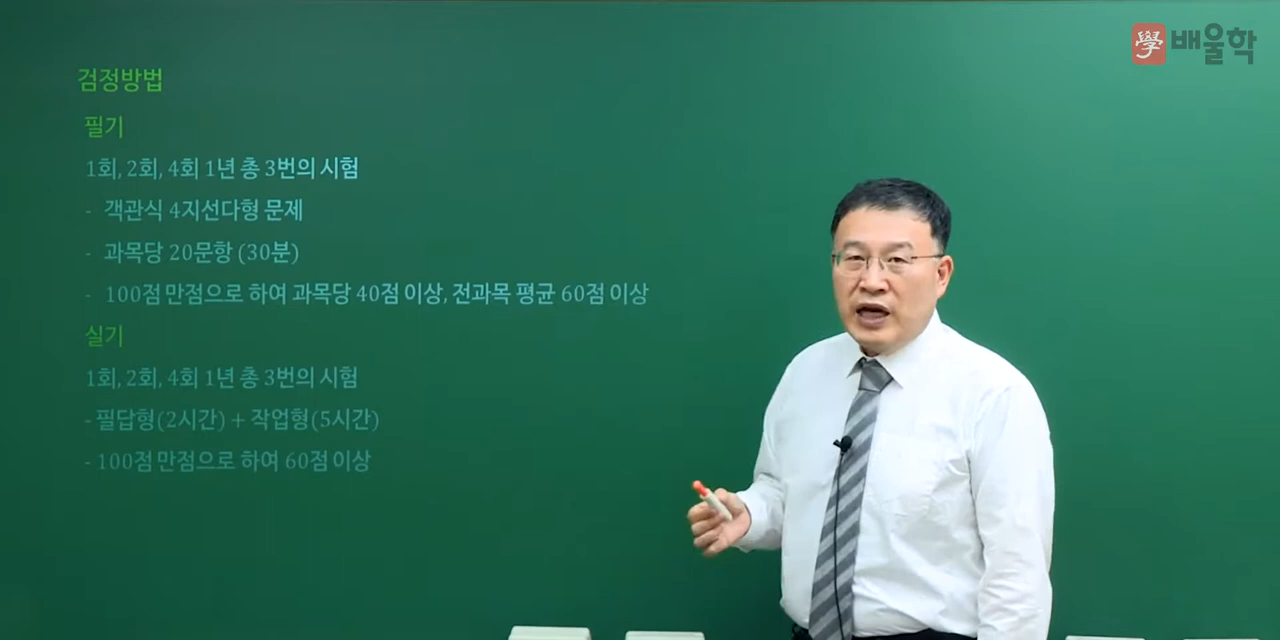 學 배울학
검정방법
필기
1회, 2회, 4회 1년 총 3번의 시험
- 객관식 4지선다형 문제
- 과목당 20문항 (30분)
- 100점 만점으로 하여 과목당 40점 이상, 전과목 평균 60점 이상
실기
1회, 2회, 4회 1년 총 3번의 시험
- 필답형(2시간) + 작업형(5시간)
- 100점 만점으로 하여 60점 이상